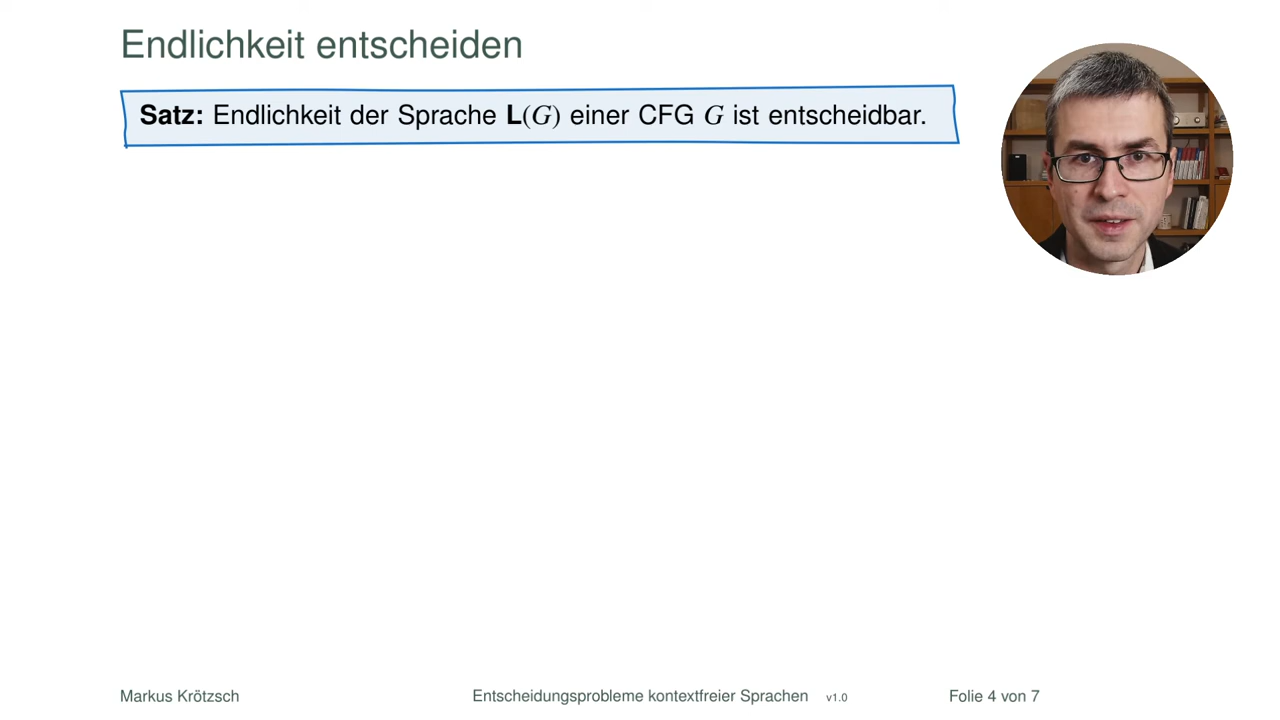 Endlichkeit entscheiden
Satz: Endlichkeit der Sprache L(G) einer CFG G ist entscheidbar.
Markus Krötzsch Entscheidungsprobleme kontextfreier Sprachen v1.0 Folie 4 von 7